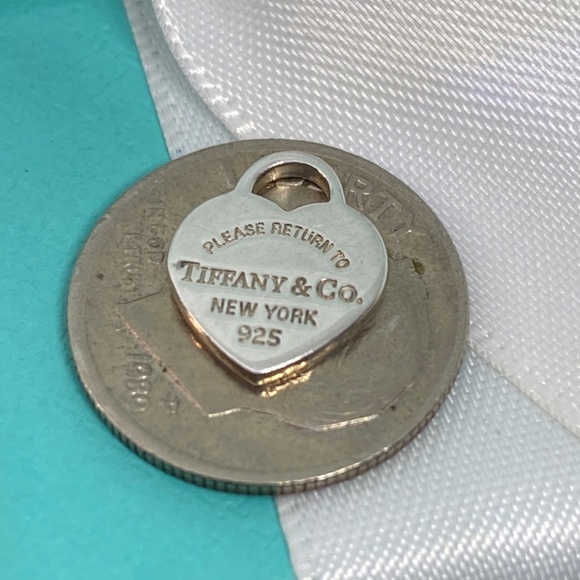 PLEASE RETURN TO
TIFFANY & CO.
NEW YORK
925